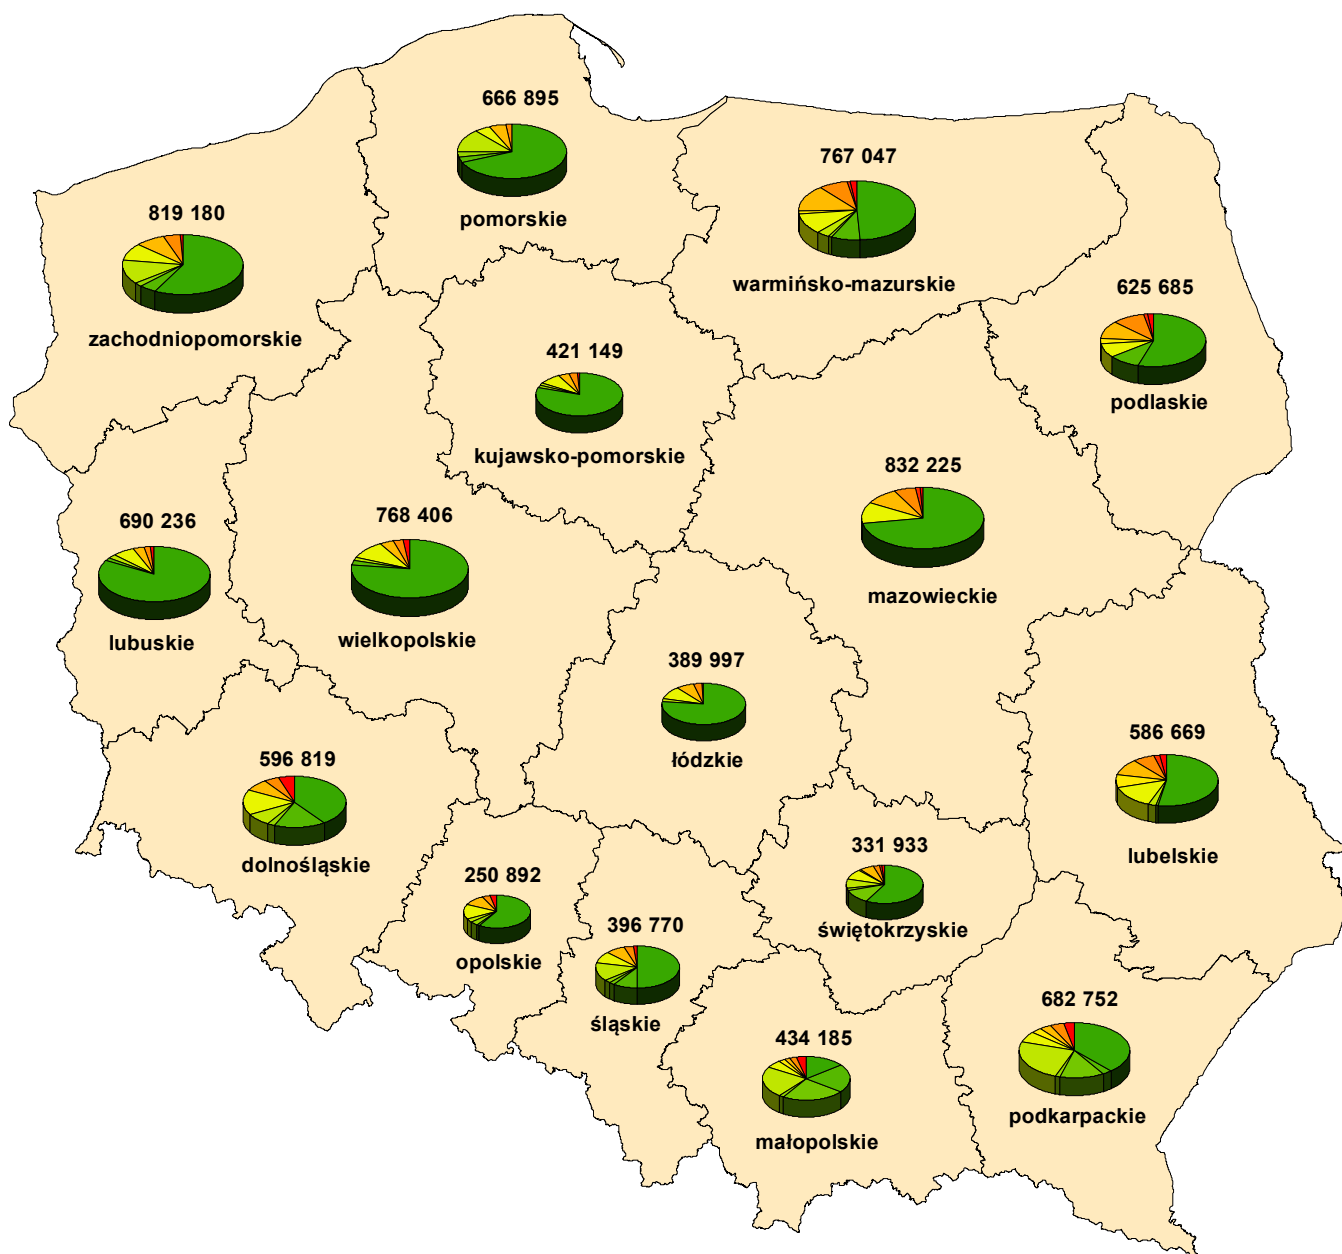 666 895
pomorskie
767 047
warmińsko-mazurskie
819 180
zachodniopomorskie
625 685
podlaskie
421 149
kujawsko-pomorskie
832 225
mazowieckie
690 236
lubuskie
768 406
wielkopolskie
389 997
łódzkie
586 669
lubelskie
596 819
dolnośląskie
331 933
świętokrzyskie
250 892
opolskie
396 770
śląskie
434 185
małopolskie
682 752
podkarpackie